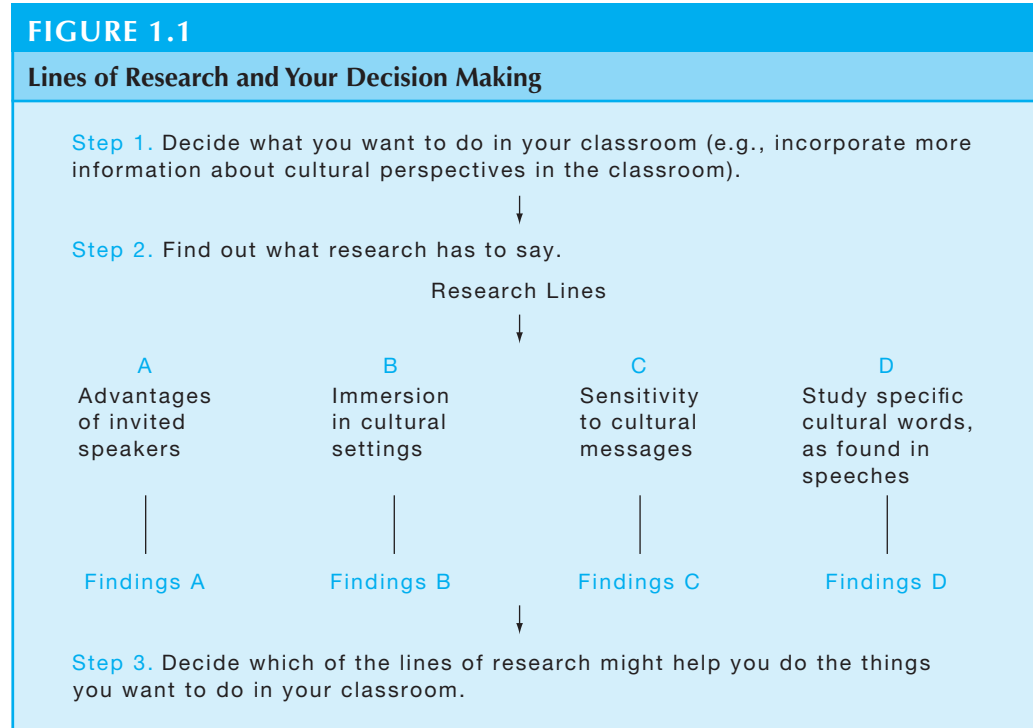 FIGURE 1.1
Lines of Research and Your Decision Making
Step 1. Decide what you want to do in your classroom (e.g., incorporate more
information about cultural perspectives in the classroom).
Step 2. Find out what research has to say.
Research Lines
A
Advantages
of invited
speakers
Findings A
B
Immersion
in cultural
settings
Findings B
C
Sensitivity
to cultural
messages
Findings C
D
Study specific
cultural words,
as found in
speeches
Findings D
Step 3. Decide which of the lines of research might help you do the things
you want to do in your classroom.